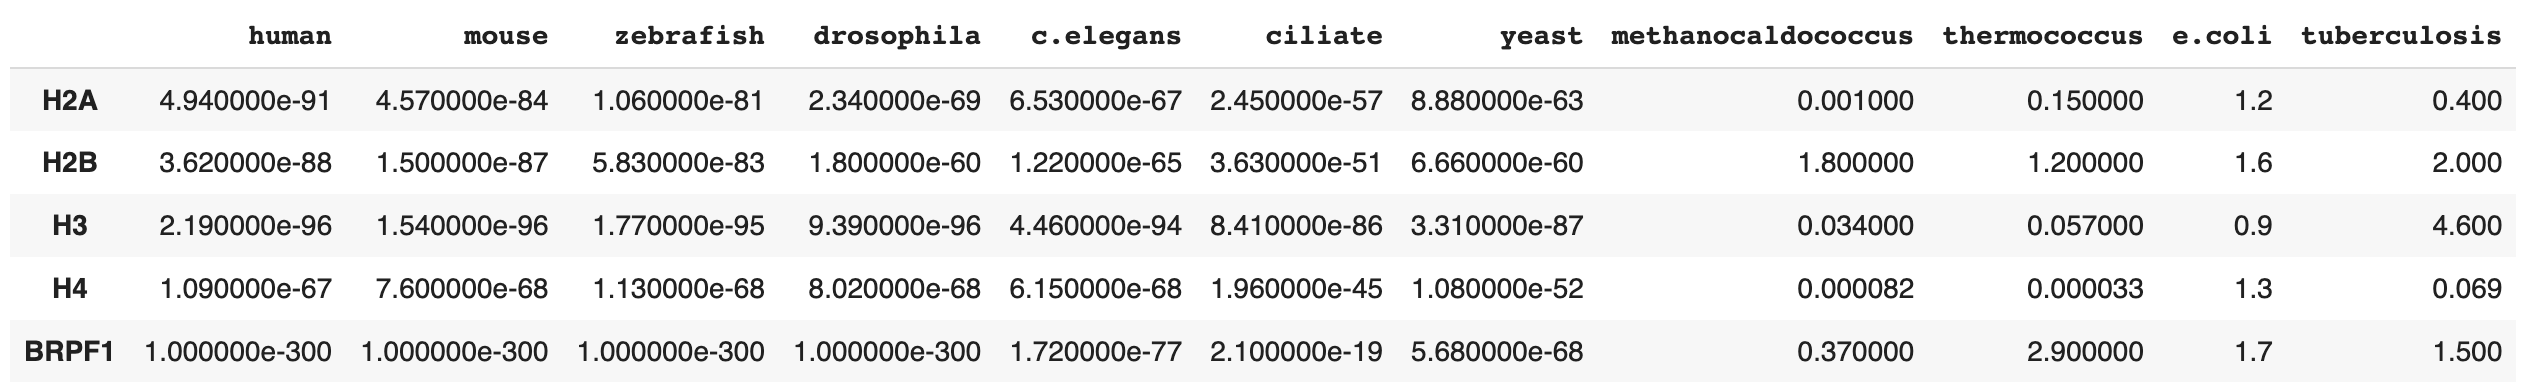 human mouse zebrafish drosophila c.elegans ciliate yeast methanocaldococcus thermococcus e.coli tuberculosis
H2A 4.940000e-91 4.570000e-84 1.060000e-81 2.340000e-69 6.530000e-67 2.450000e-57 8.880000e-63 0.001000 0.150000 1.2 0.400
H2B 3.620000e-88 1.500000e-87 5.830000e-83 1.800000e-60 1.220000e-65 3.630000e-51 6.660000e-60 1.800000 1.200000 1.6 2.000
H3 2.190000e-96 1.540000e-96 1.770000e-95 9.390000e-96 4.460000e-94 8.410000e-86 3.310000e-87 0.034000 0.057000 0.9 4.600
H4 1.090000e-67 7.600000e-68 1.130000e-68 8.020000e-68 6.150000e-68 1.960000e-45 1.080000e-52 0.000082 0.000033 1.3 0.069
BRPF1 1.000000e-300 1.000000e-300 1.000000e-300 1.000000e-300 1.720000e-77 2.100000e-19 5.680000e-68 0.370000 2.900000 1.7 1.500